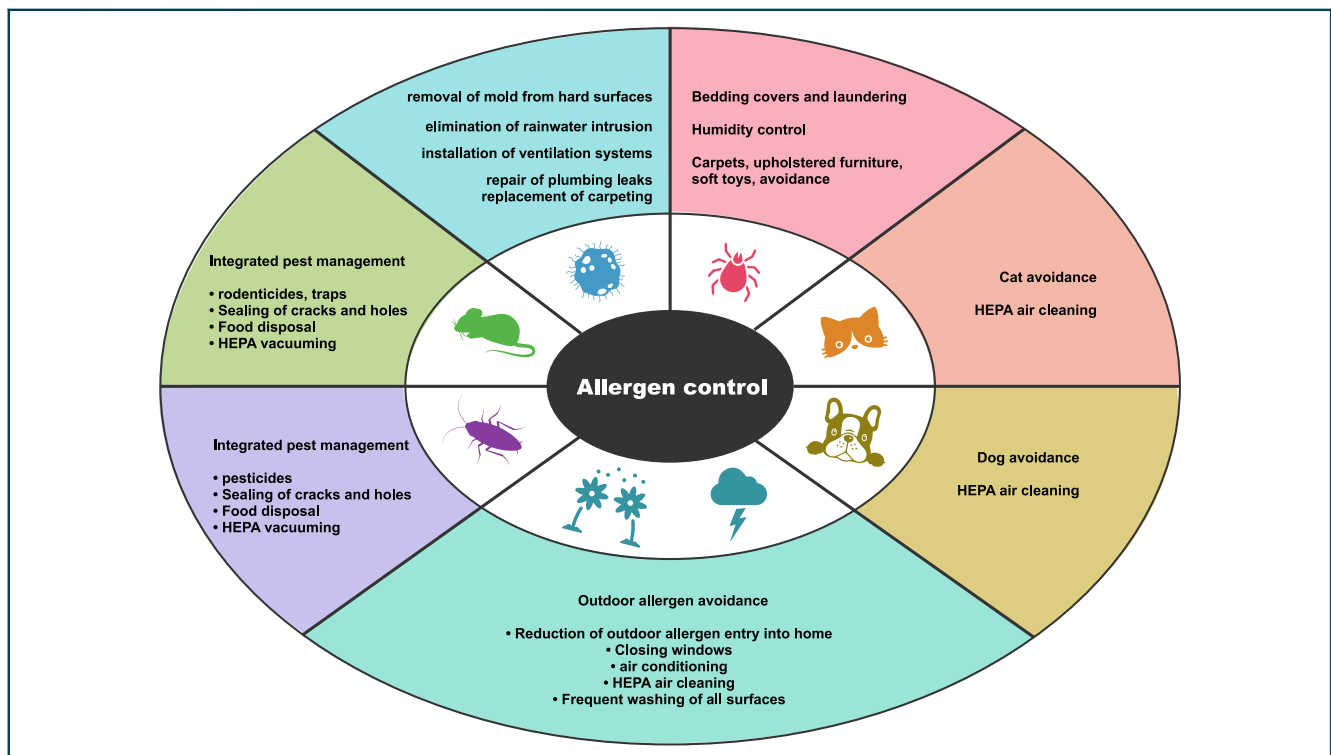 removal of mold from hard surfaces
elimination of rainwater intrusion
installation of ventilation systems
repair of plumbing leaks
replacement of carpeting
Bedding covers and laundering
Humidity control
Carpets, upholstered furniture,
soft toys, avoidance
Integrated pest management
• rodenticides, traps
• Sealing of cracks and holes
• Food disposal
• HEPA vacuuming
Cat avoidance
HEPA air cleaning
Allergen control
Integrated pest management
• pesticides
• Sealing of cracks and holes
• Food disposal
• HEPA vacuuming
Dog avoidance
HEPA air cleaning
Outdoor allergen avoidance
• Reduction of outdoor allergen entry into home
• Closing windows
• air conditioning
• HEPA air cleaning
• Frequent washing of all surfaces